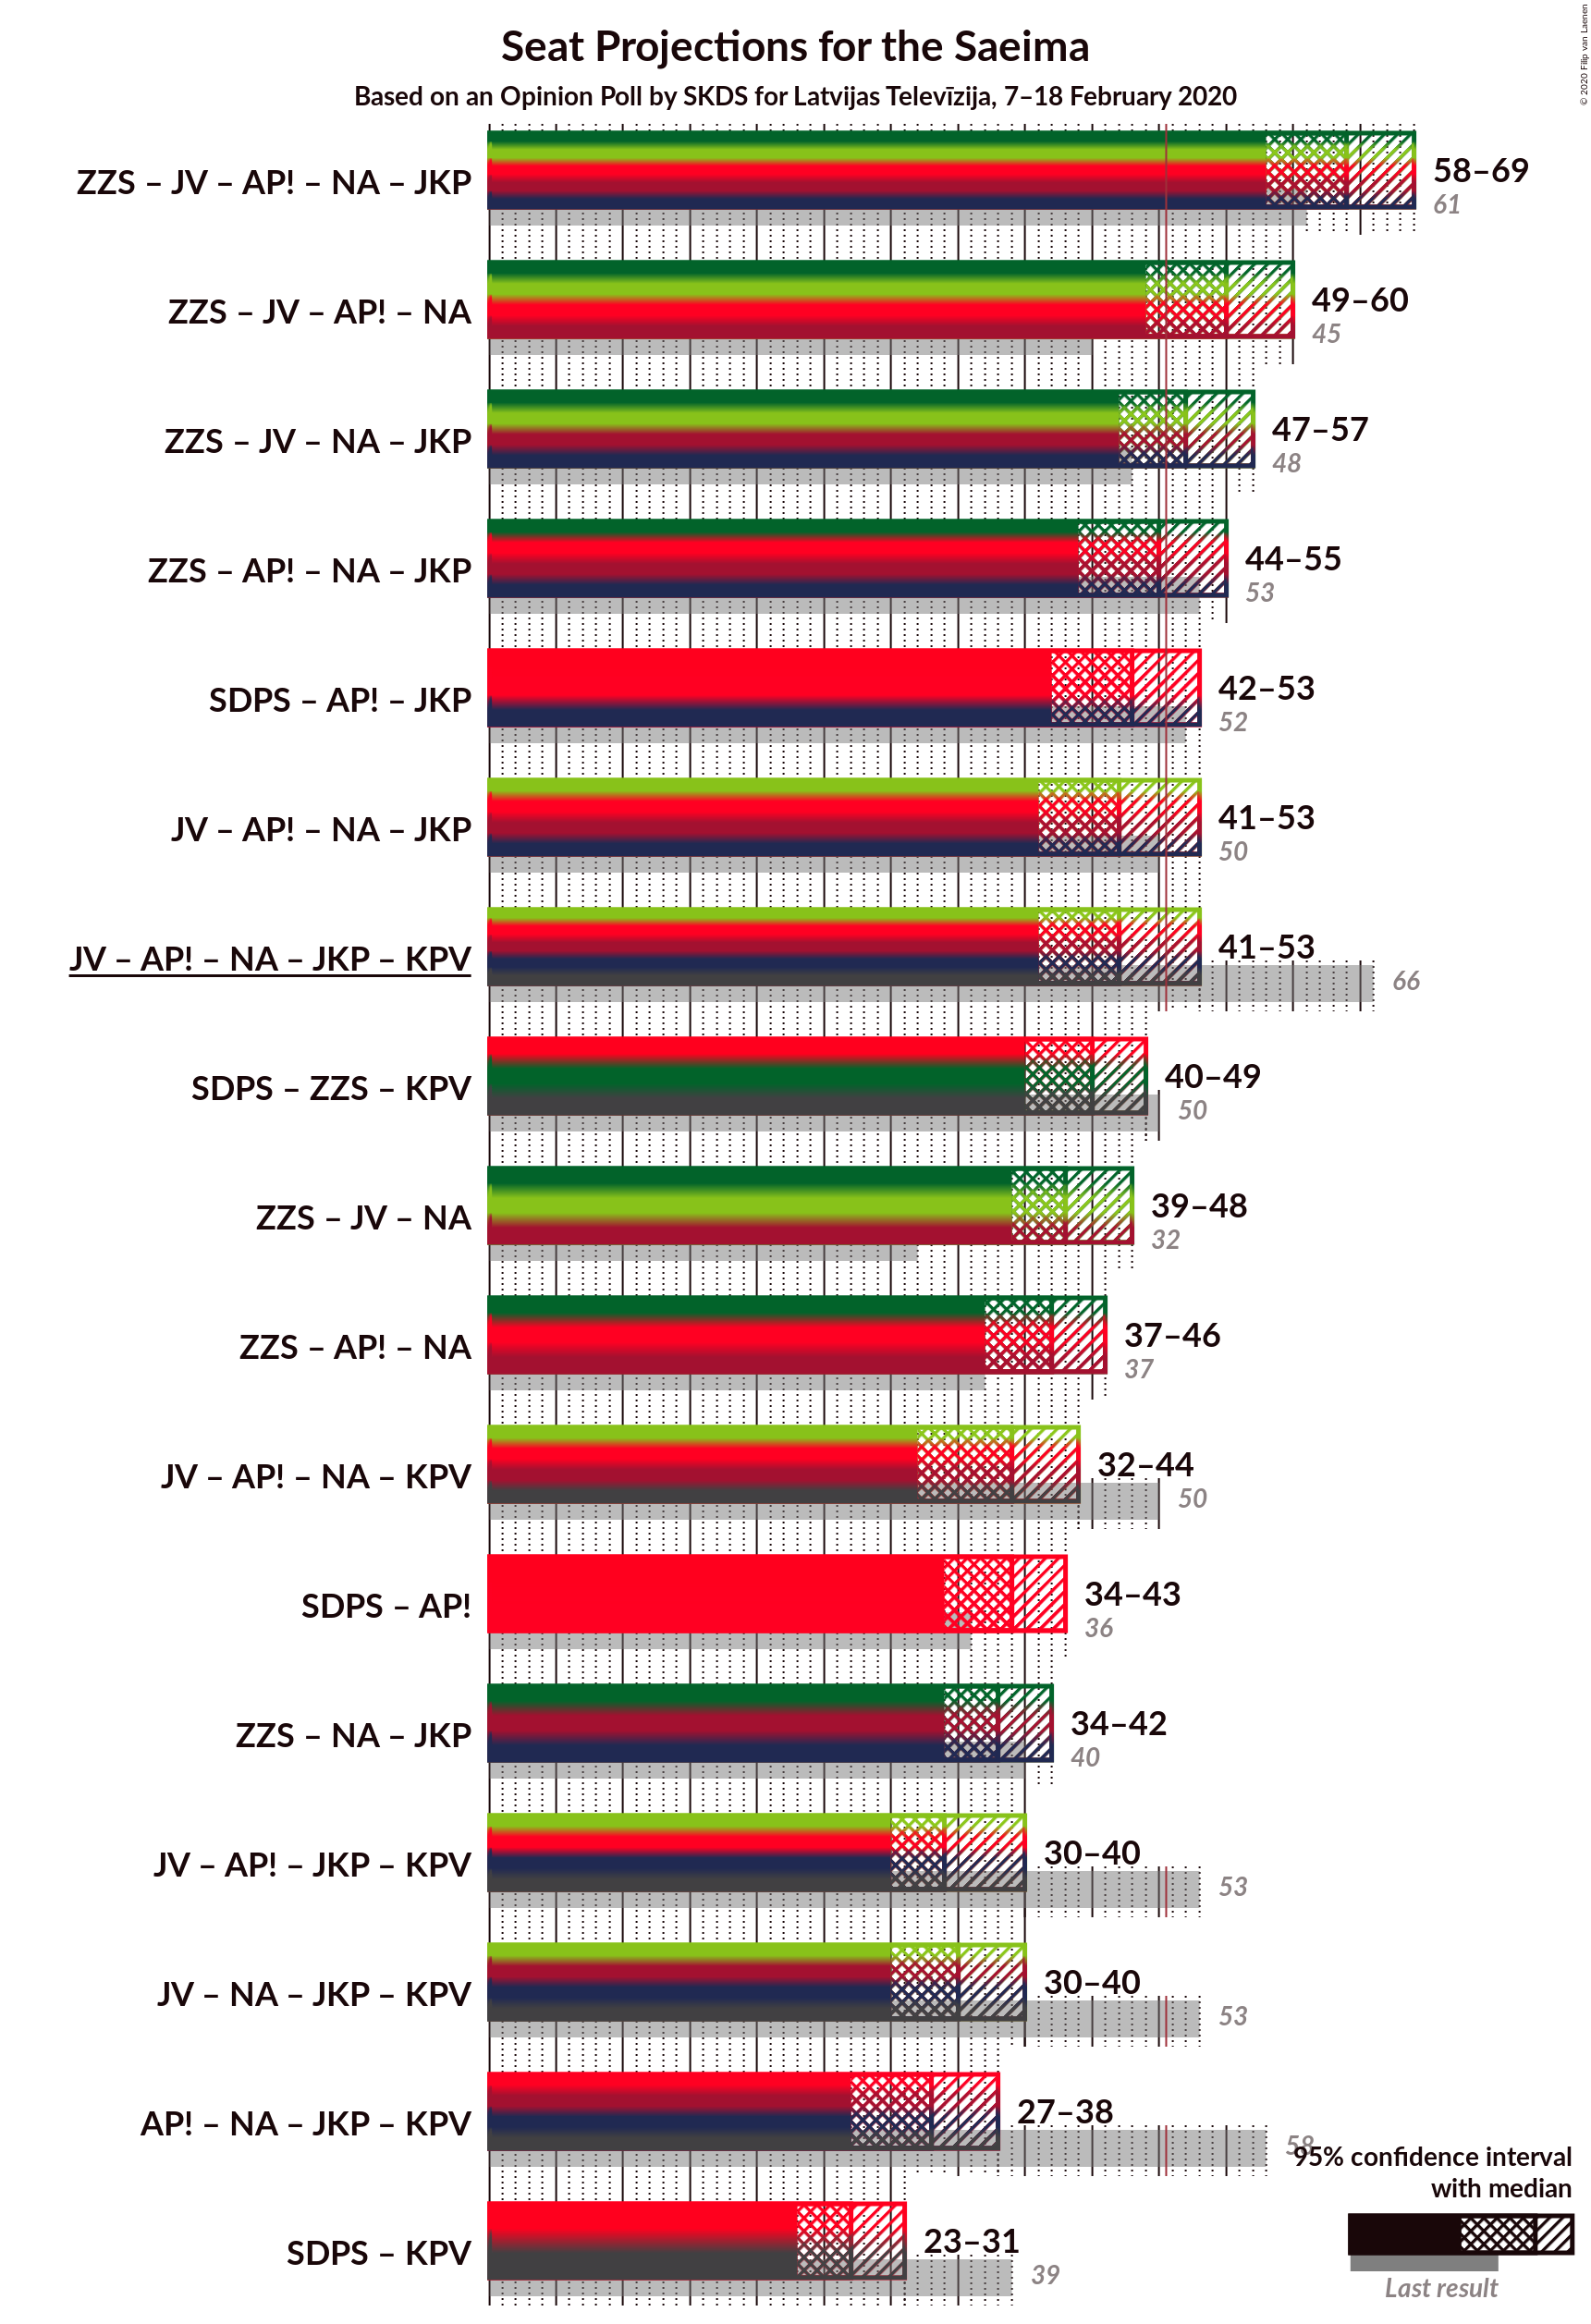 © 2020 Filip van Laenen
Seat Projections for the Saeima
Based on an Opinion Poll by SKDS for Latvijas Televīzija, 7–18 February 2020
ZZS – JV – AP! – NA – JKP
58–69
61
ZZS – JV – AP! – NA
49–60
45
ZZS – JV – NA – JKP
47–57
48
ZZS – AP! – NA – JKP
44–55
53
SDPS – AP! – JKP
42–53
52
JV – AP! – NA – JKP
41–53
50
JV – AP! – NA – JKP – KPV
41–53
66
SDPS – ZZS – KPV
40–49
50
ZZS – JV – NA
39–48
32
ZZS – AP! – NA
37–46
37
JV – AP! – NA – KPV
32–44
50
SDPS – AP!
34–43
36
ZZS – NA – JKP
34–42
40
JV – AP! – JKP – KPV
30–40
53
JV – NA – JKP – KPV
30–40
53
AP! – NA – JKP – KPV
27–38
58
SDPS – KPV
23–31
39
95% confidence interval
with median
Last result